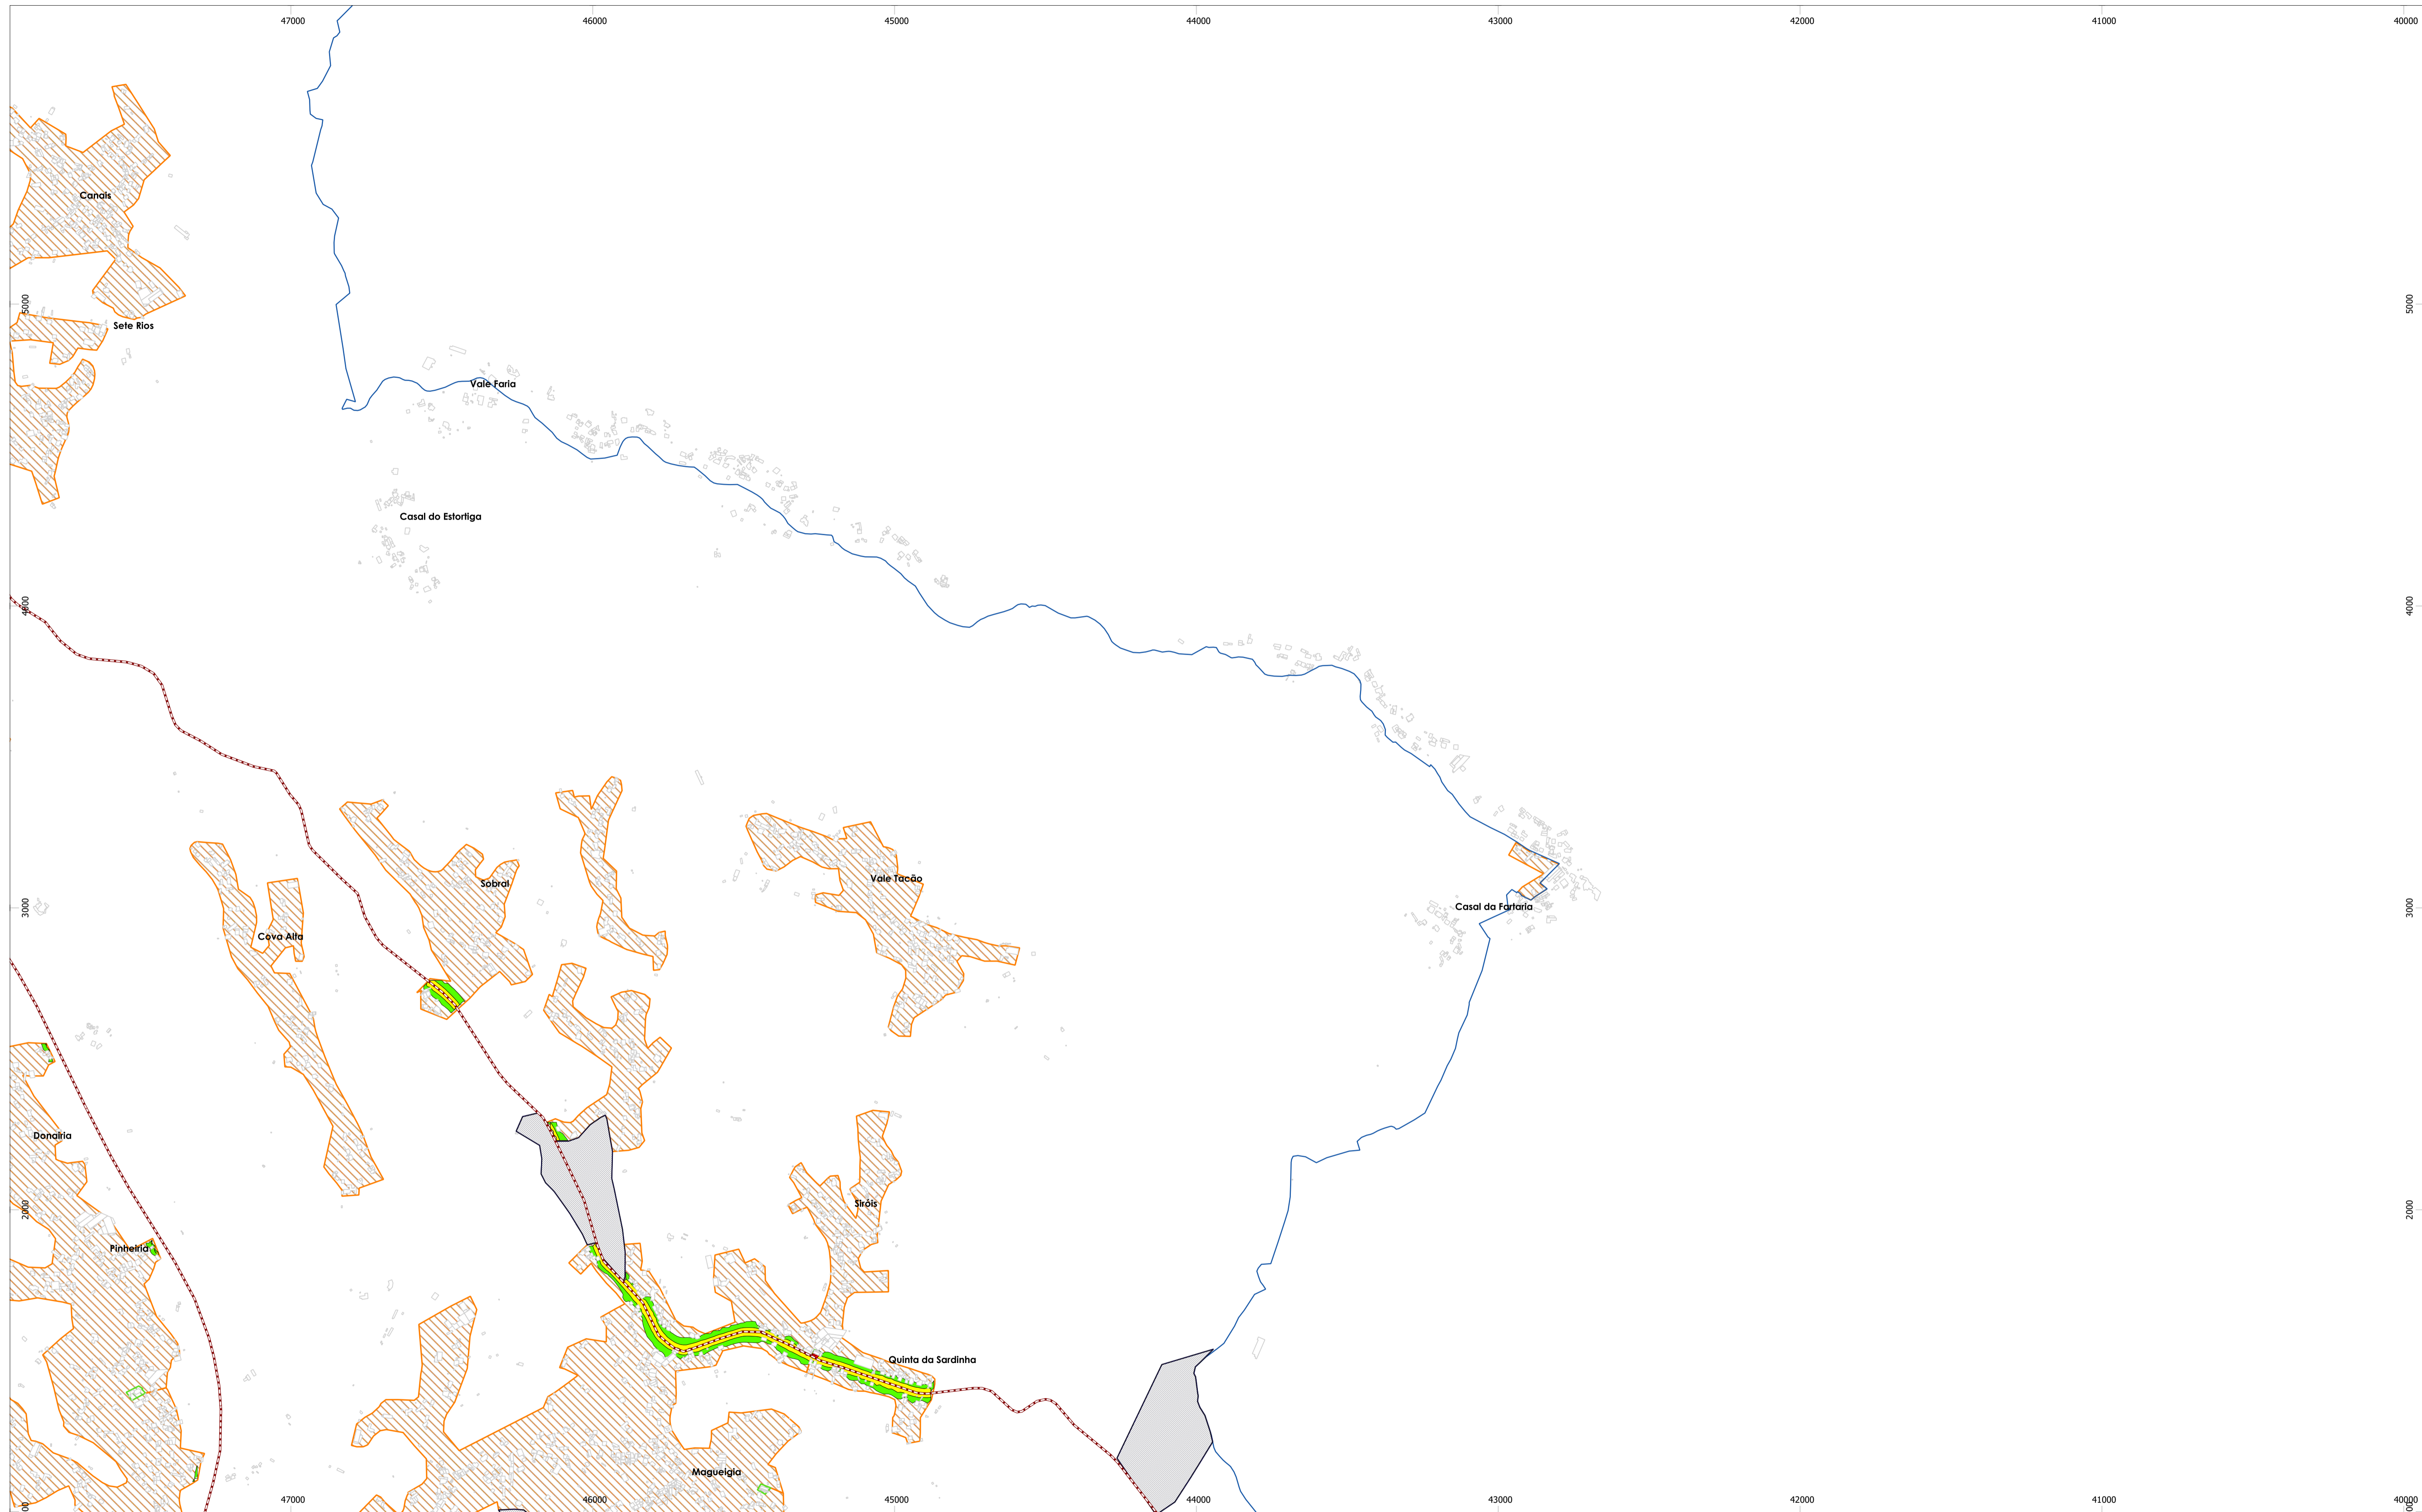 47000 46000 45000 44000 43000 42000 41000 40000
Canais
5000 5000
Sete Rios
Vale Faria
Casal do Estortiga
4000 4000
Vale Tacão
Sobral
3000 Casal da Fartaria 3000
Cova Alta
Donairia
Siróis
2000 2000
Pinheiria
Quinta da Sardinha
Magueigia
47000 46000 45000 44000 43000 42000 41000 40000